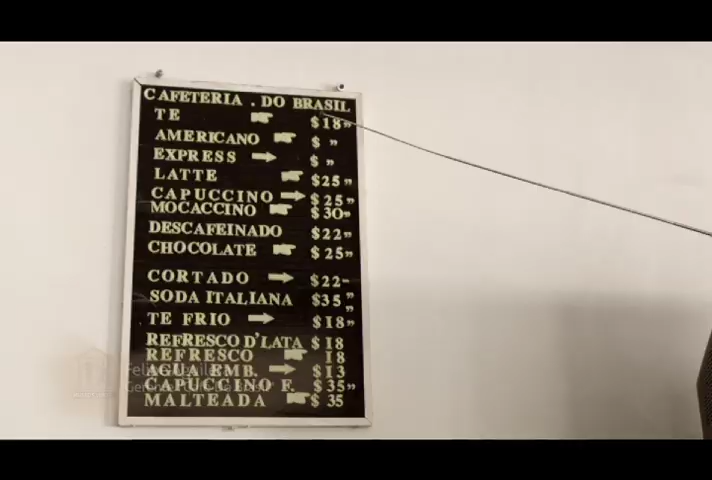 CAFETERIA . DO BRASIL
TE $18"
AMERICANO $ "
EXPRESS $ "
LATTE $25"
CAPUCCINO $25"
MOCACCINO $30"
DESCAFEINADO $22"
CHOCOLATE $25"
CORTADO $22-
SODA ITALIANA $35"
TE FRIO $18"
REFRESCO D'LATA $18
REFRESCO 18
AGUA EMB. $13
CAPUCCINO F. $35"
MALTEADA $35